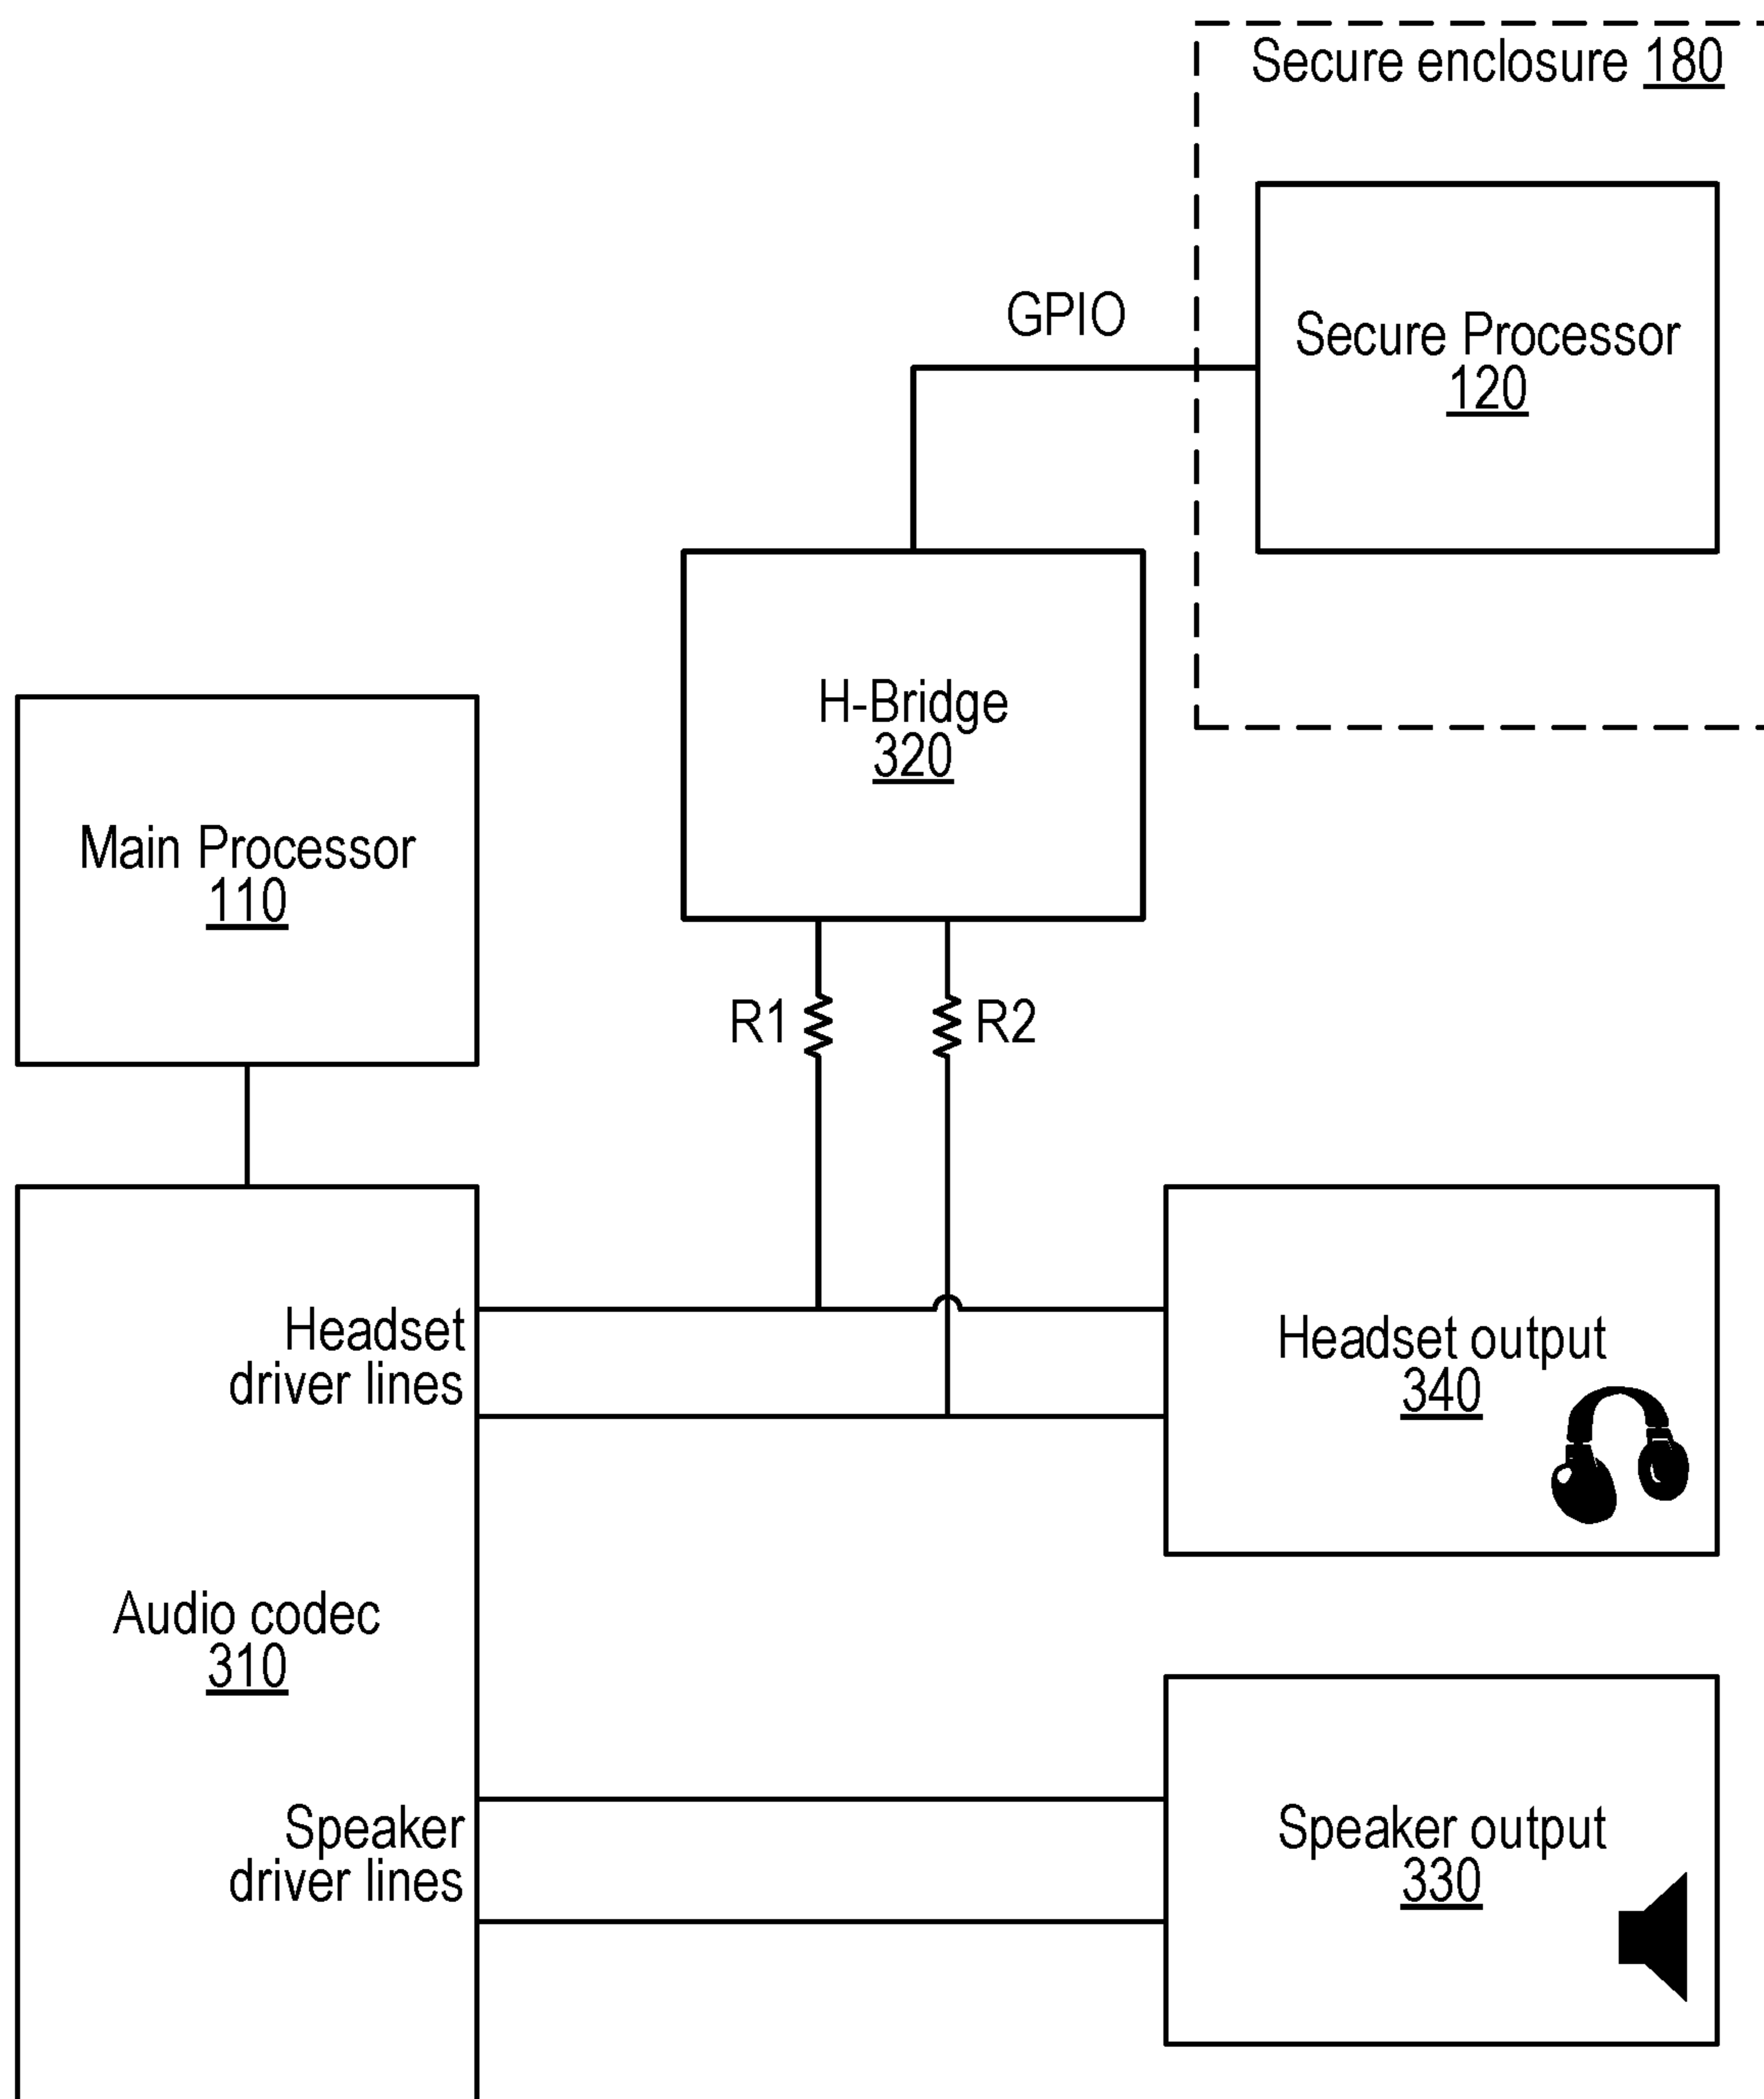 Secure enclosure 180
GPIO
Secure Processor
120
H-Bridge
320
Main Processor
110
R1
R2
Headset
driver lines
Headset output
340
Audio codec
310
Speaker
driver lines
Speaker output
330